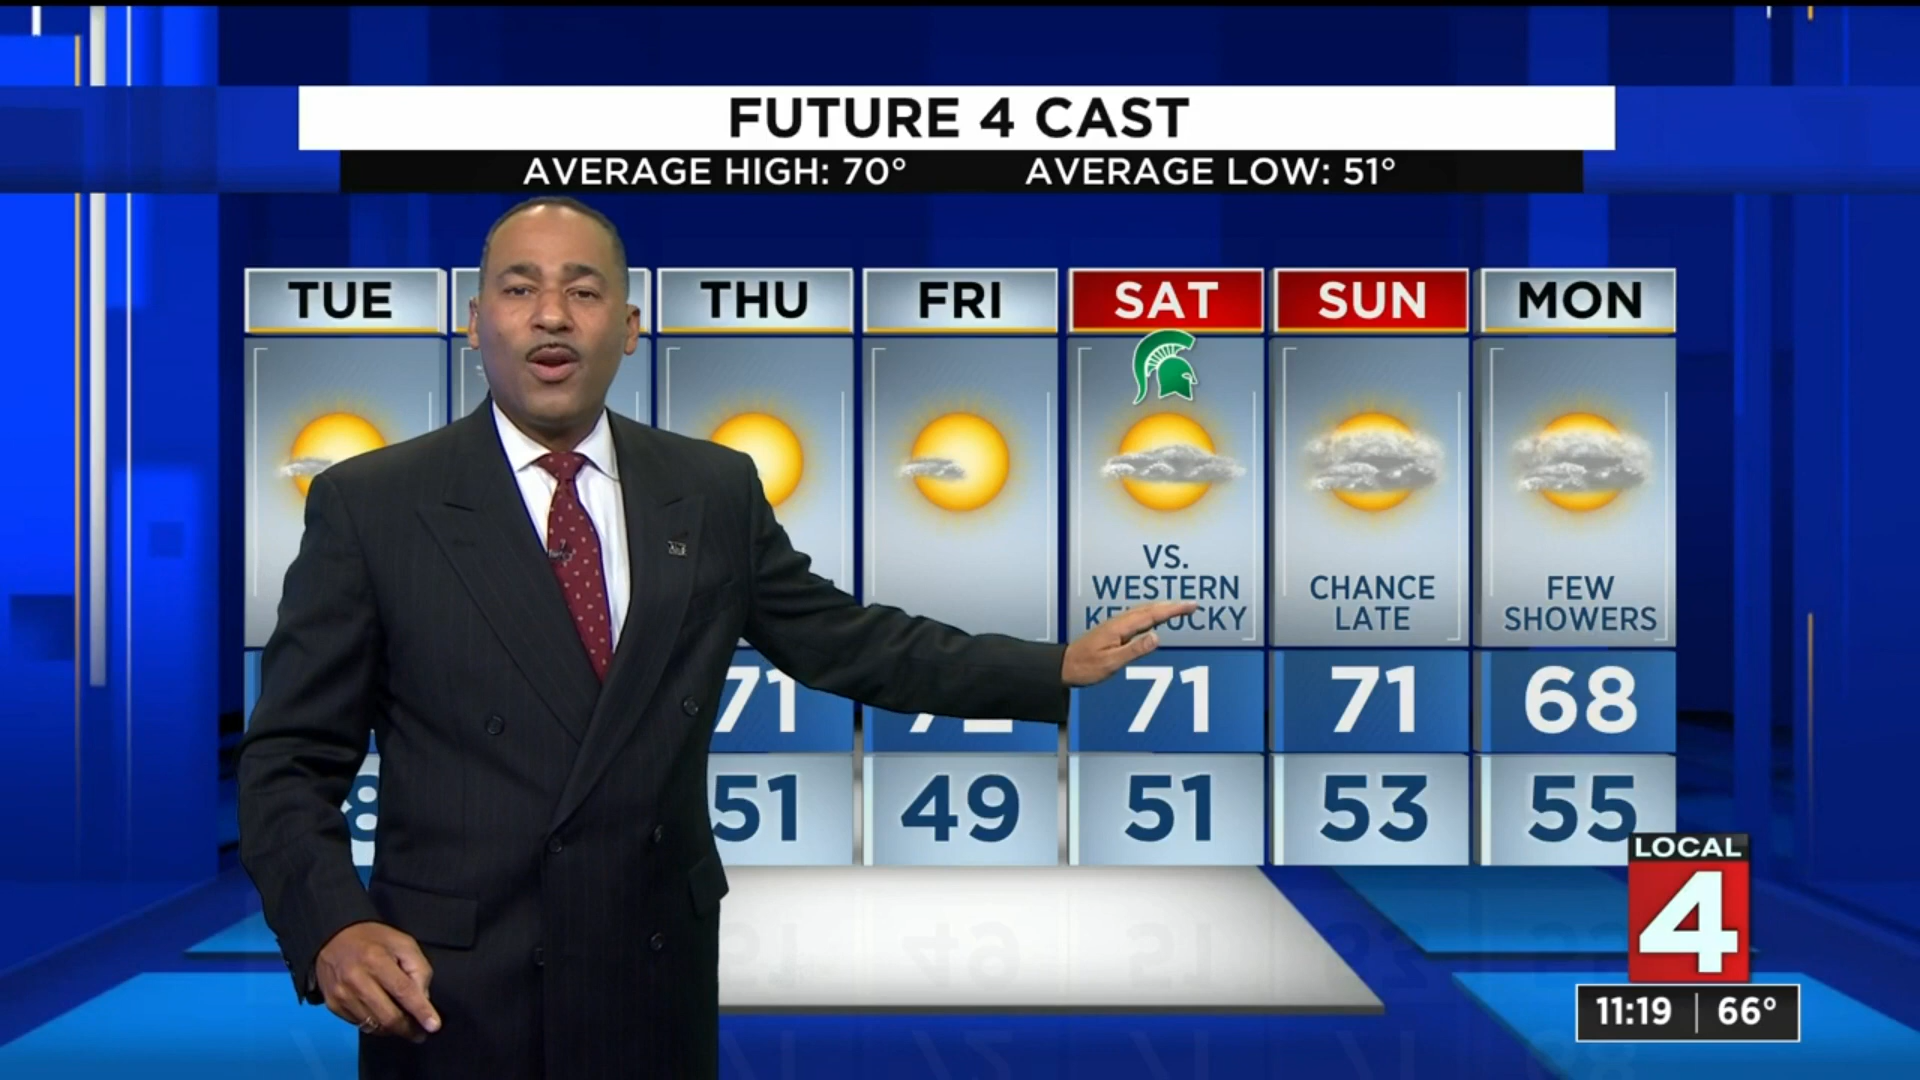 FUTURE 4 CAST
AVERAGE HIGH: 70° AVERAGE LOW: 51°
TUE THU FRI SAT SUN MON
VS.
WESTERN
KENTUCKY
CHANCE
LATE
FEW
SHOWERS
71 71 71 68
51 49 51 53 55
LOCAL
4
11:19 66°